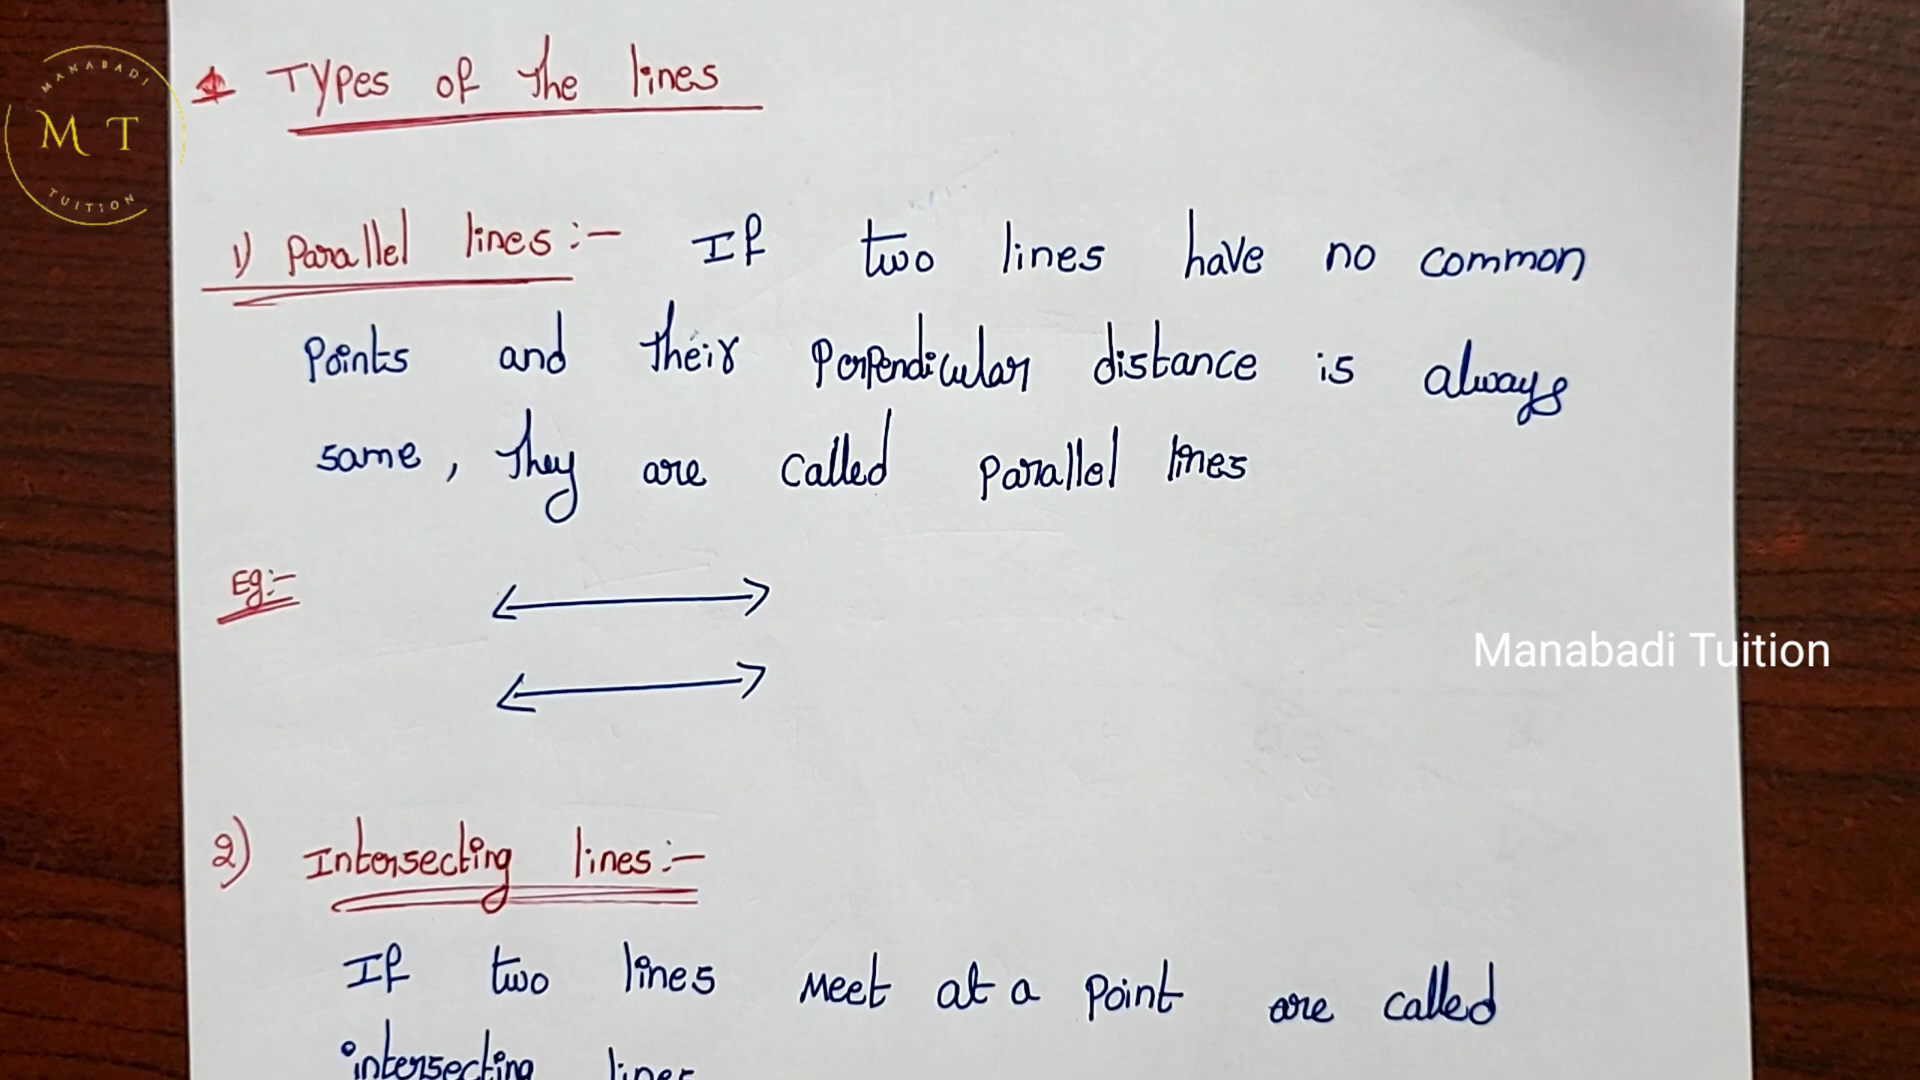 MANABADI
MT
TUITION
Types of the lines
1) Parallel lines:- If two lines have no common
Points and their Perpendicular distance is always
same, they are called parallel lines
Eg:-
Manabadi Tuition
2) Intersecting lines:-
If two lines meet at a point are called
intersecting lines